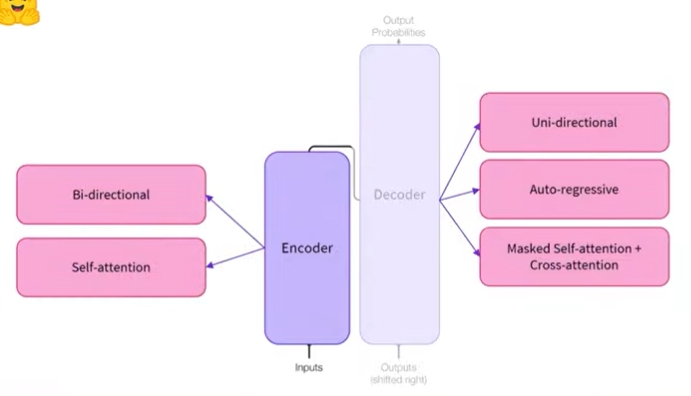 Output
Probabilities
Uni-directional
Bi-directional
Decoder
Auto-regressive
Encoder
Self-attention
Masked Self-attention +
Cross-attention
Inputs
Outputs
(shifted right)